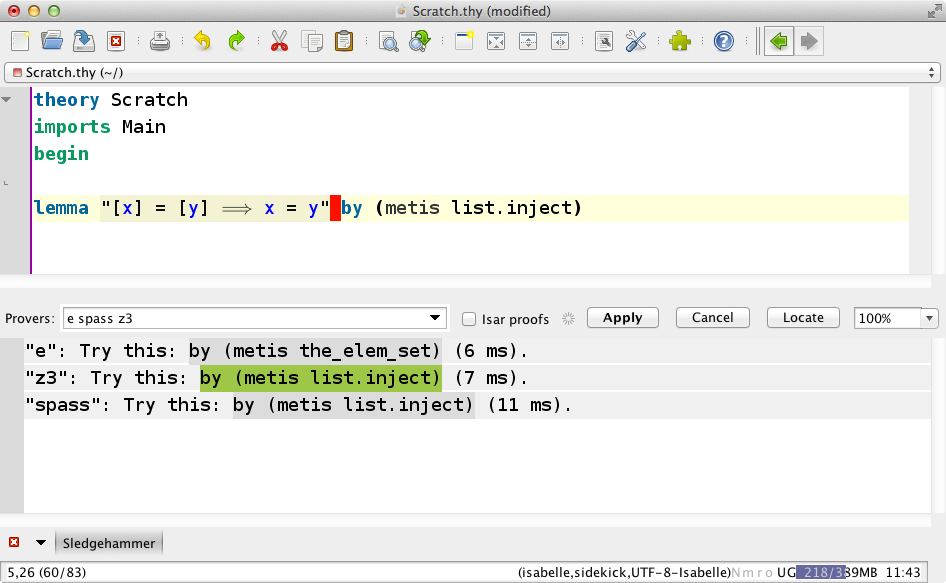 Scratch.thy (modified)
Scratch.thy (~/)
theory Scratch
imports Main
begin
lemma "[x] = [y] ⟹ x = y" by (metis list.inject)
Provers: e spass z3 Isar proofs Apply Cancel Locate 100%
"e": Try this: by (metis the_elem_set) (6 ms).
"z3": Try this: by (metis list.inject) (7 ms).
"spass": Try this: by (metis list.inject) (11 ms).
Sledgehammer
5,26 (60/83) (isabelle,sidekick,UTF-8-Isabelle)Nmro UG 218/389MB 11:43